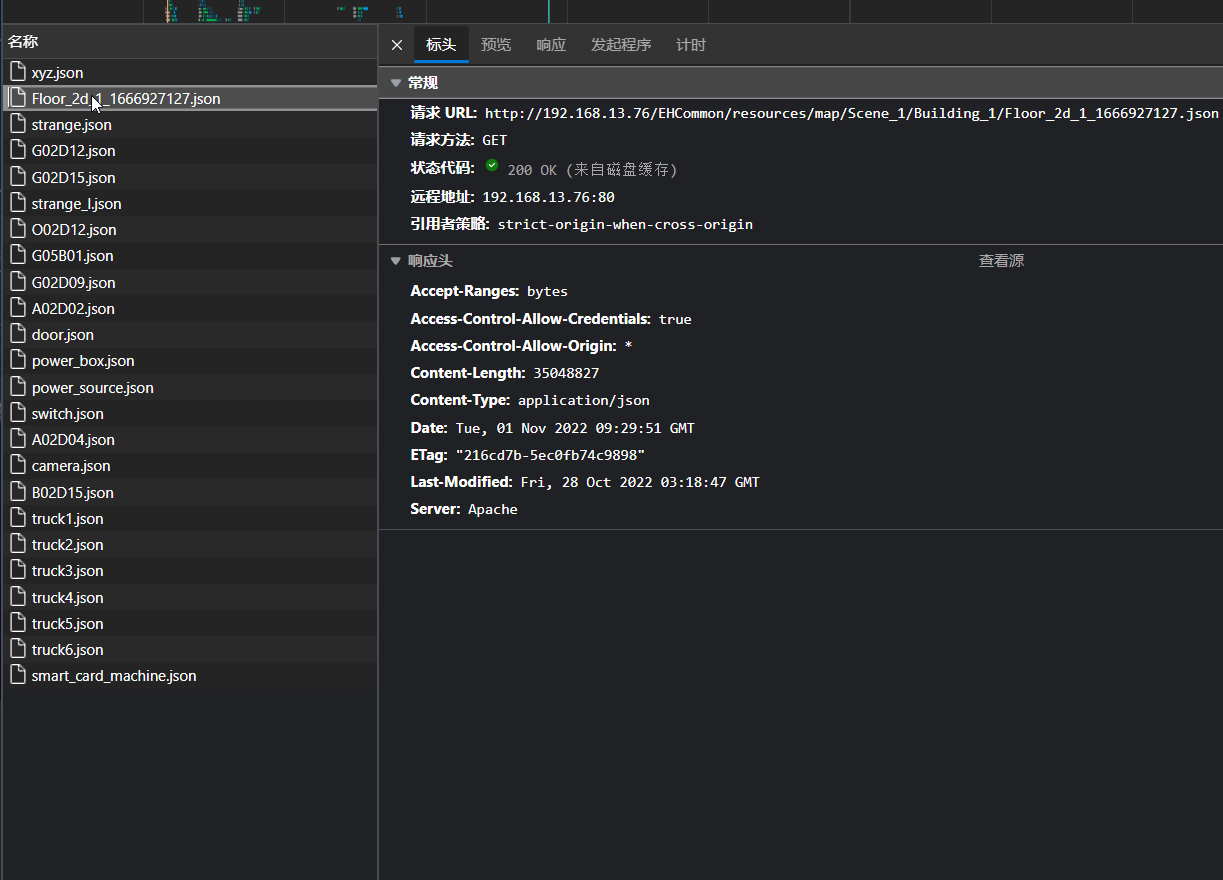 名称
xyz.json
Floor_2d_1_1666927127.json
strange.json
G02D12.json
G02D15.json
strange_l.json
O02D12.json
G05B01.json
G02D09.json
A02D02.json
door.json
power_box.json
power_source.json
switch.json
A02D04.json
camera.json
B02D15.json
truck1.json
truck2.json
truck3.json
truck4.json
truck5.json
truck6.json
smart_card_machine.json
标头 预览 响应 发起程序 计时
常规
请求 URL: http://192.168.13.76/EHCommon/resources/map/Scene_1/Building_1/Floor_2d_1_1666927127.json
请求方法: GET
状态代码: 200 OK (来自磁盘缓存)
远程地址: 192.168.13.76:80
引用者策略: strict-origin-when-cross-origin
响应头 查看源
Accept-Ranges: bytes
Access-Control-Allow-Credentials: true
Access-Control-Allow-Origin: *
Content-Length: 35048827
Content-Type: application/json
Date: Tue, 01 Nov 2022 09:29:51 GMT
ETag: "216cd7b-5ec0fb74c9898"
Last-Modified: Fri, 28 Oct 2022 03:18:47 GMT
Server: Apache